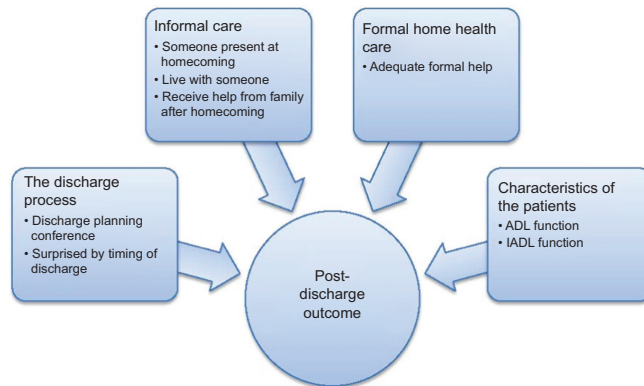 Informal care
• Someone present at
homecoming
• Live with someone
• Receive help from family
after homecoming
Formal home health
care
• Adequate formal help
The discharge
process
• Discharge planning
conference
• Surprised by timing of
discharge
Characteristics of
the patients
• ADL function
• IADL function
Post-
discharge
outcome